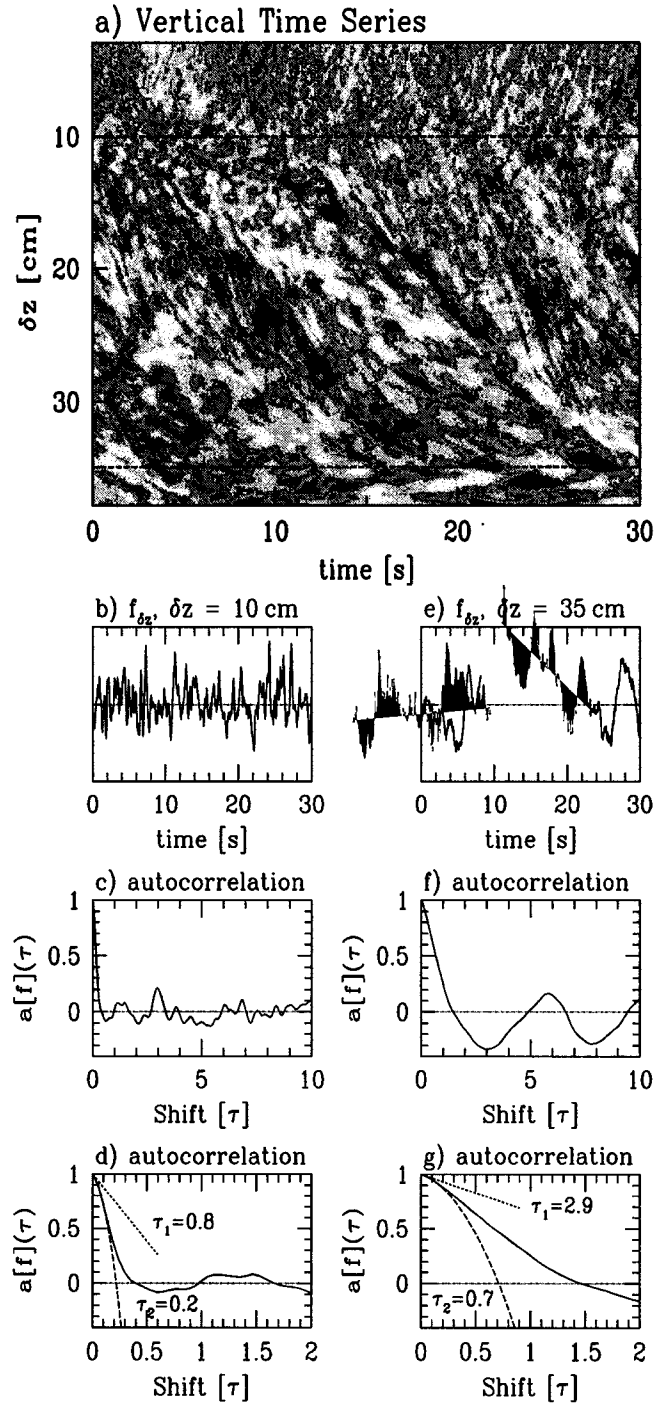 a) Vertical Time Series
10
20
30
δz [cm]
0 10 20 30
time [s]
b) f_δz, δz = 10 cm
0 10 20 30
time [s]
e) f_δz, δz = 35 cm
0 10 20 30
time [s]
c) autocorrelation
1
0.5
0
a[f](τ)
0 5 10
Shift [τ]
f) autocorrelation
1
0.5
0
a[f](τ)
0 5 10
Shift [τ]
d) autocorrelation
1
0.5
0
a[f](τ)
τ₁=0.8
τ₂=0.2
0 0.5 1 1.5 2
Shift [τ]
g) autocorrelation
1
0.5
0
a[f](τ)
τ₁=2.9
τ₂=0.7
0 0.5 1 1.5 2
Shift [τ]